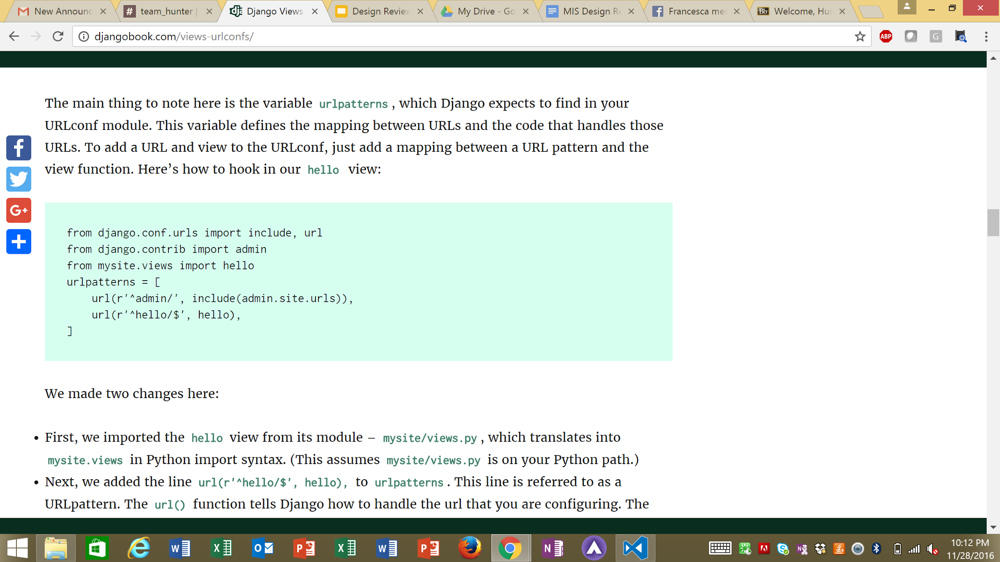 New Announc
team_hunter |
Django Views
Design Review
My Drive - Go
MIS Design Re
Francesca mes
Welcome, Hun
djangobook.com/views-urlconfs/
ABP
G
The main thing to note here is the variable urlpatterns , which Django expects to find in your
URLconf module. This variable defines the mapping between URLs and the code that handles those
URLs. To add a URL and view to the URLconf, just add a mapping between a URL pattern and the
view function. Here’s how to hook in our hello view:
from django.conf.urls import include, url
from django.contrib import admin
from mysite.views import hello
urlpatterns = [
    url(r'^admin/', include(admin.site.urls)),
    url(r'^hello/$', hello),
]
We made two changes here:
• First, we imported the hello view from its module – mysite/views.py , which translates into
mysite.views in Python import syntax. (This assumes mysite/views.py is on your Python path.)
• Next, we added the line url(r'^hello/$', hello), to urlpatterns . This line is referred to as a
URLpattern. The url() function tells Django how to handle the url that you are configuring. The
10:12 PM
11/28/2016